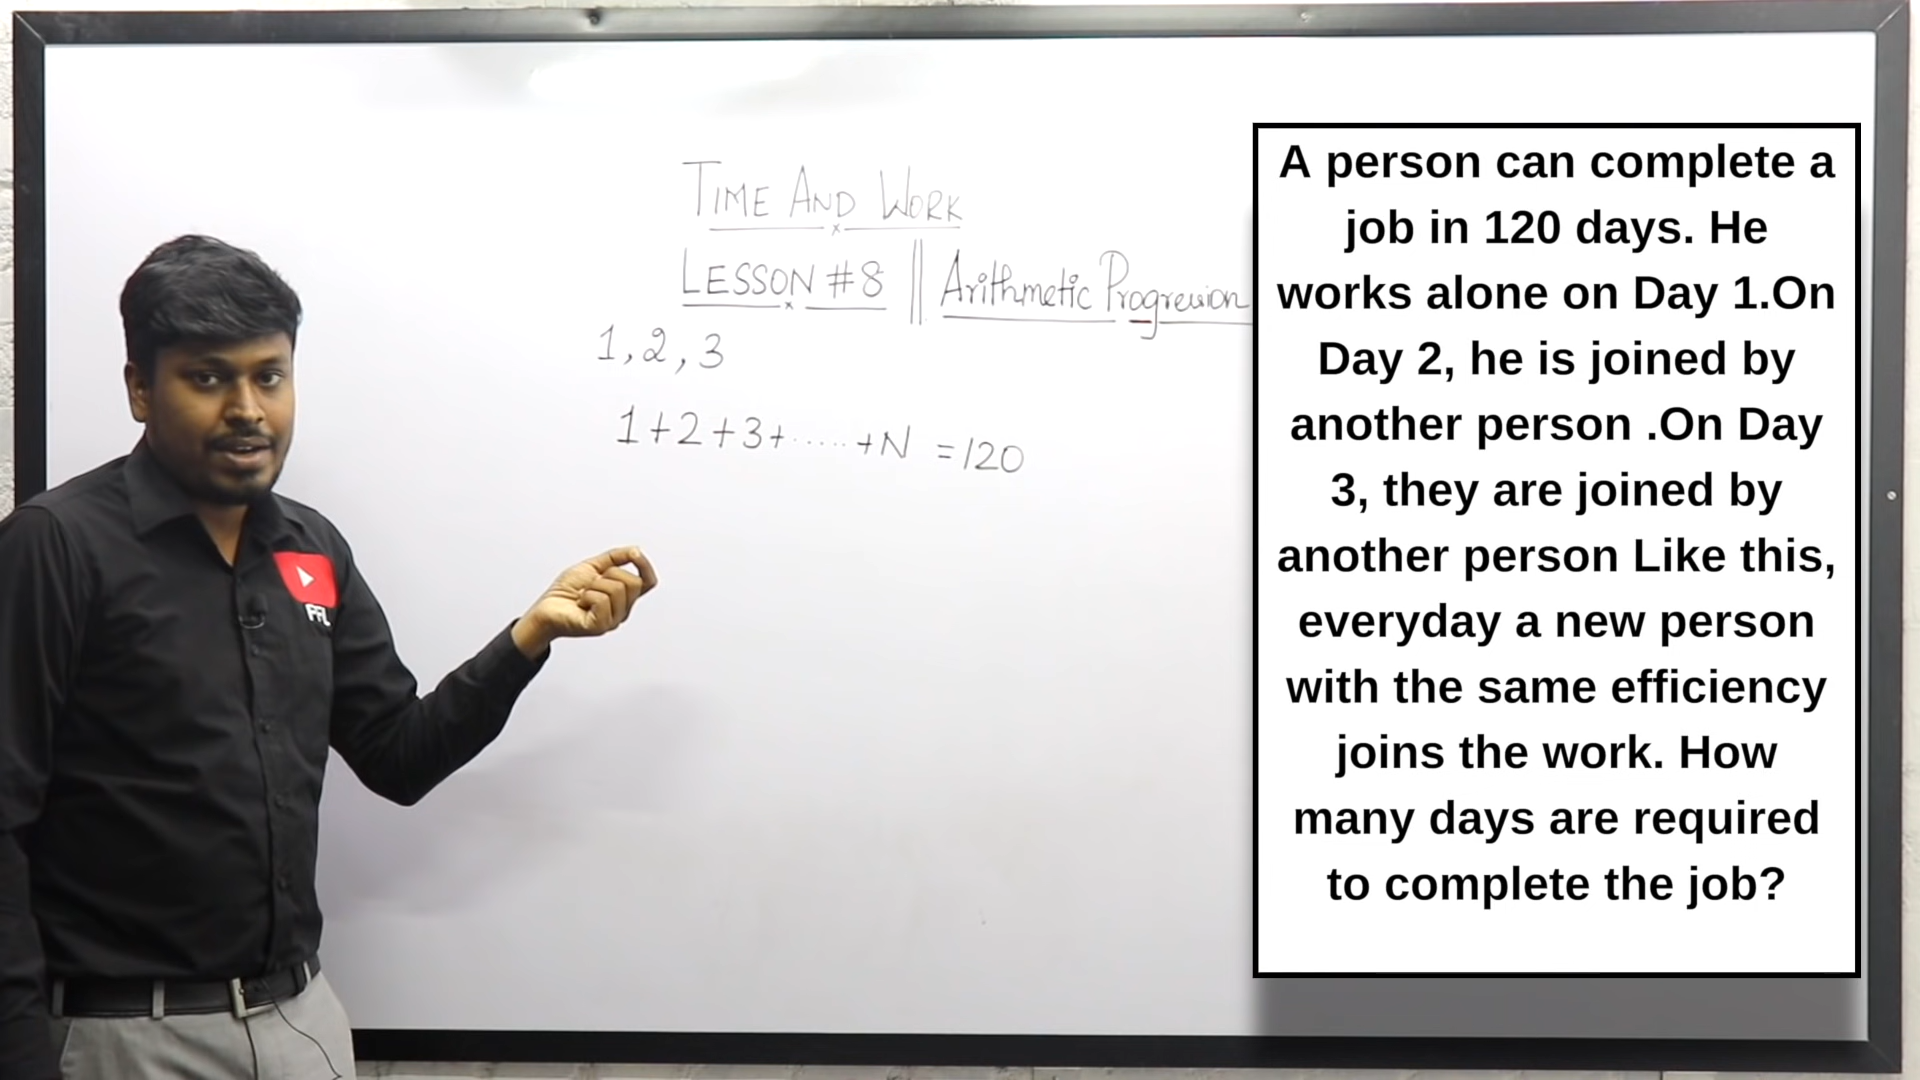 TIME AND WORK
LESSON #8 || Arithmetic Progression
1, 2, 3
1+2+3+......+N =120
FFL
A person can complete a
job in 120 days. He
works alone on Day 1.On
Day 2, he is joined by
another person .On Day
3, they are joined by
another person Like this,
everyday a new person
with the same efficiency
joins the work. How
many days are required
to complete the job?